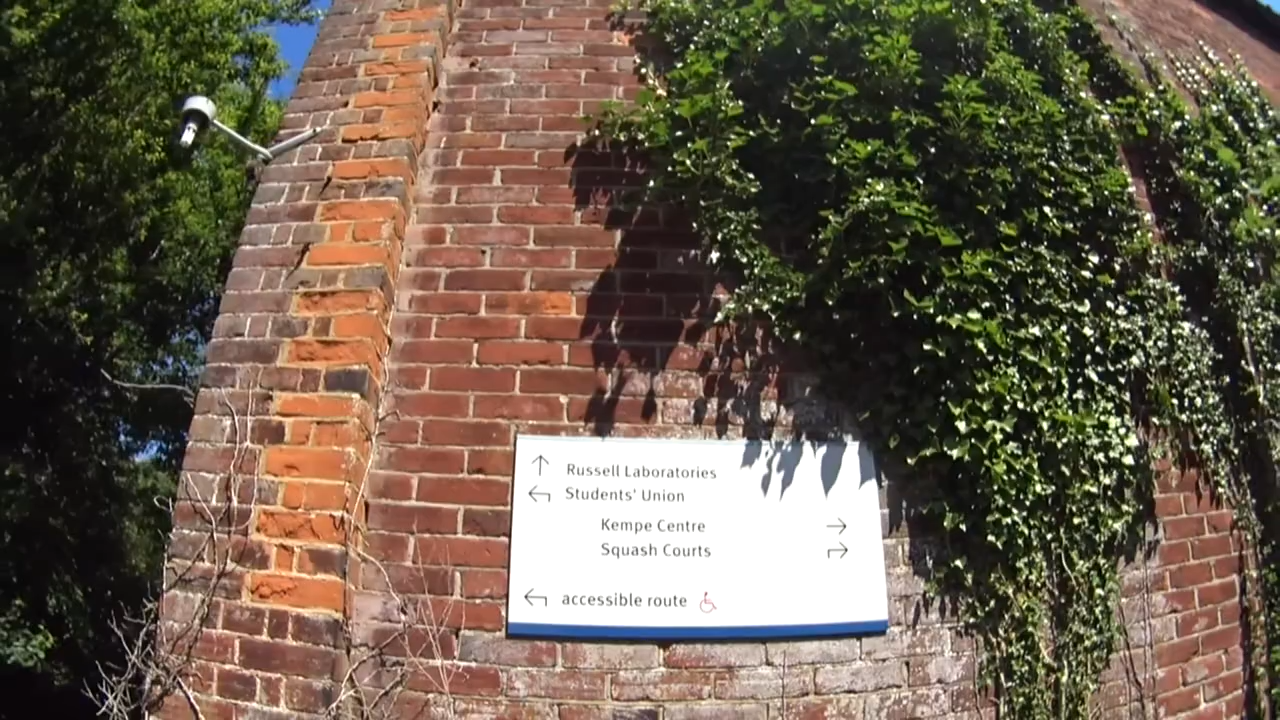 Russell Laboratories
Students' Union
Kempe Centre
Squash Courts
accessible route